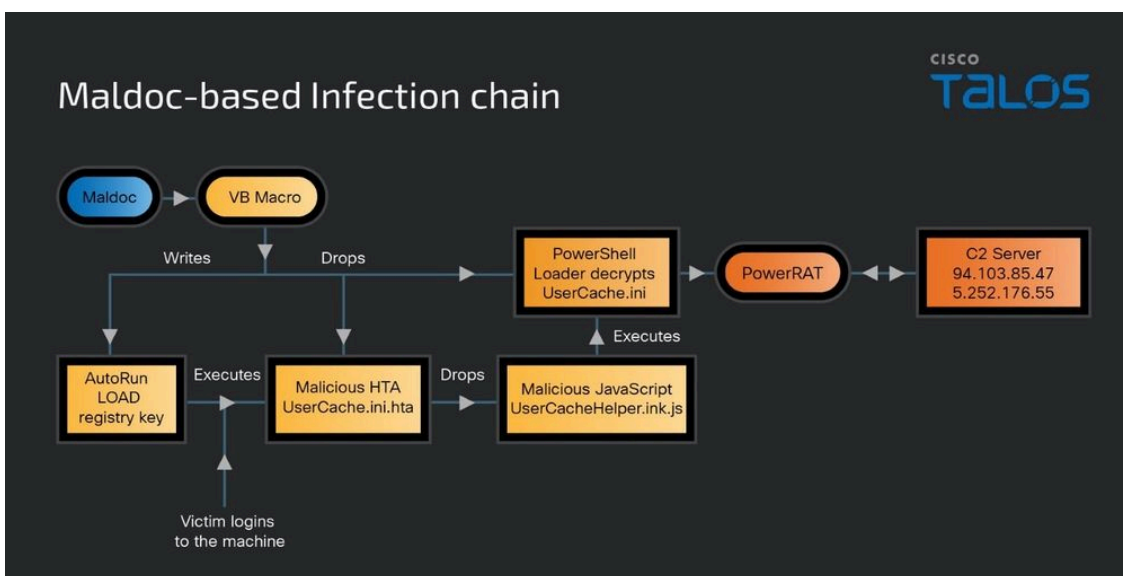 CISCO
TALOS
Maldoc-based Infection chain
Maldoc
VB Macro
Writes
Drops
PowerShell
Loader decrypts
UserCache.ini
PowerRAT
C2 Server
94.103.85.47
5.252.176.55
Executes
AutoRun
LOAD
registry key
Executes
Malicious HTA
UserCache.ini.hta
Drops
Malicious JavaScript
UserCacheHelper.ink.js
Victim logins
to the machine